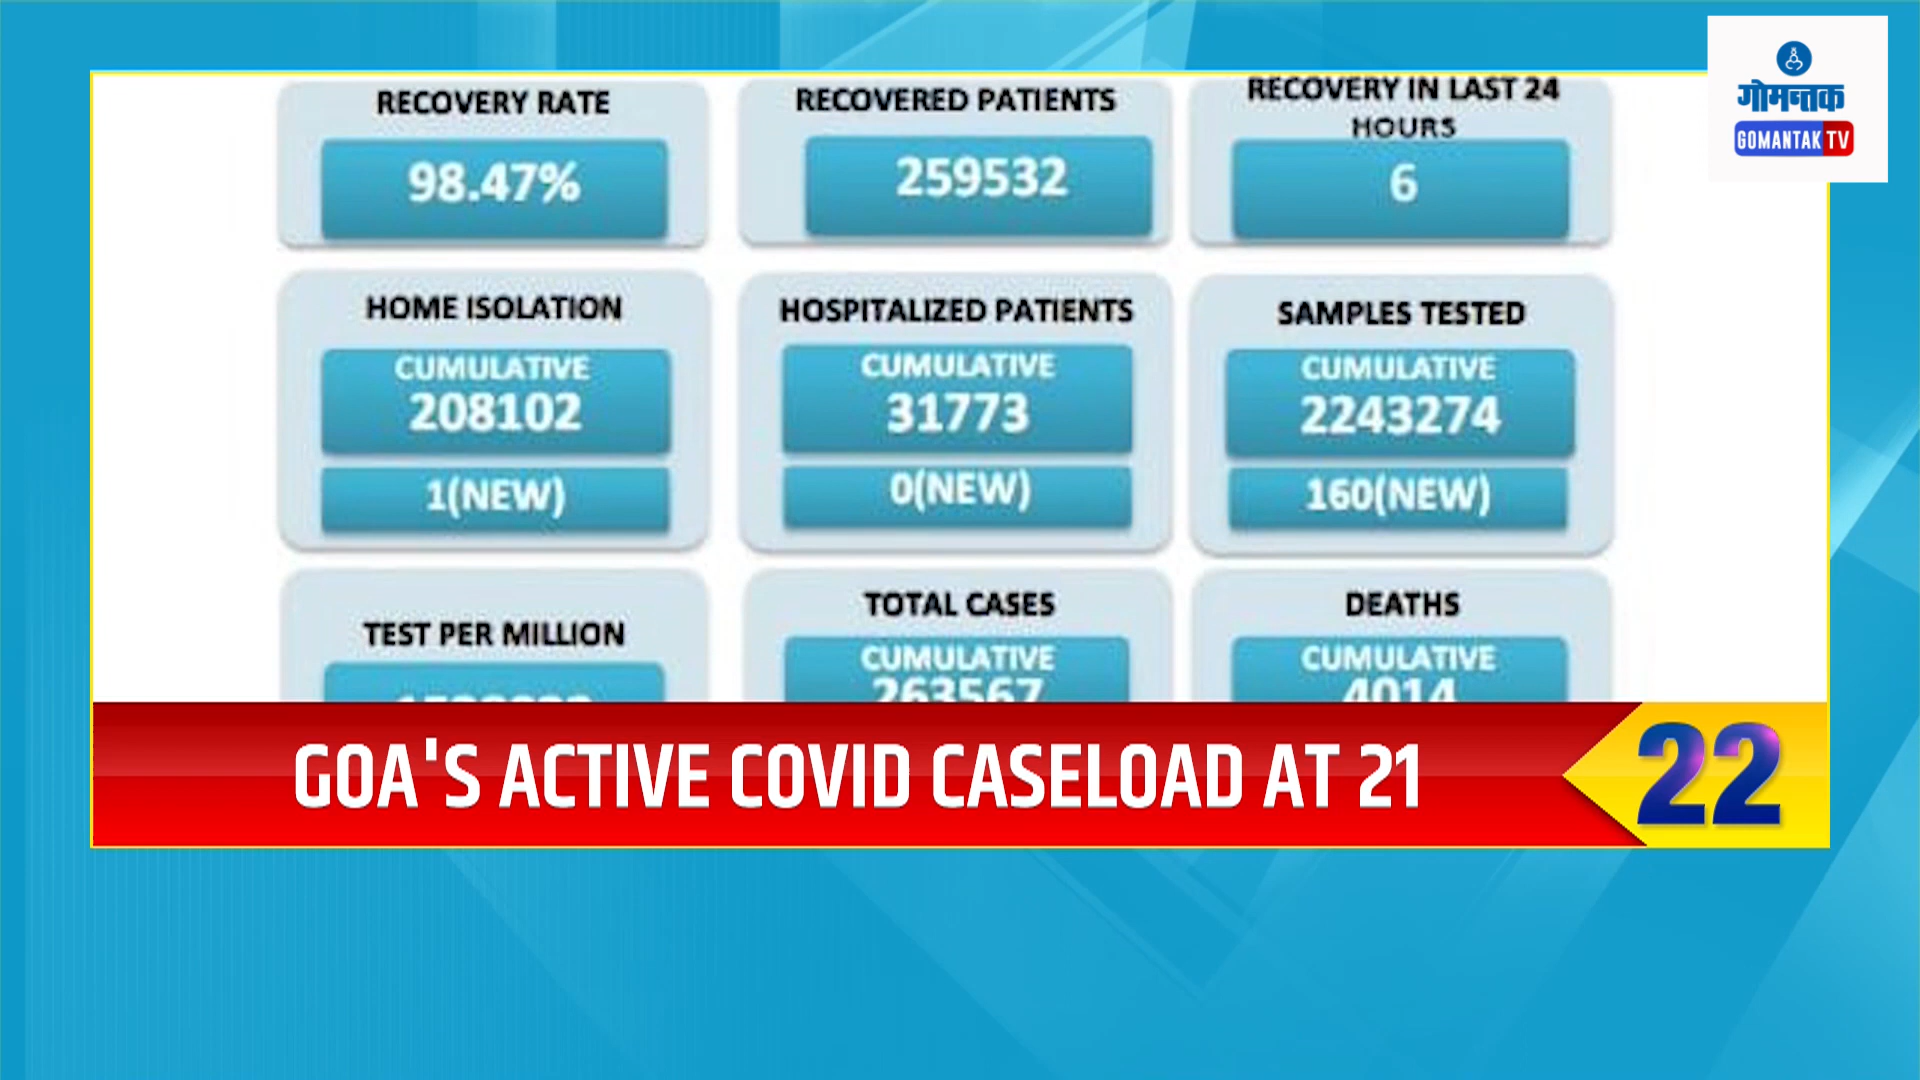 गोमन्तक
GOMANTAK TV
RECOVERY RATE
98.47%
RECOVERED PATIENTS
259532
RECOVERY IN LAST 24
HOURS
6
HOME ISOLATION
CUMULATIVE
208102
1(NEW)
HOSPITALIZED PATIENTS
CUMULATIVE
31773
0(NEW)
SAMPLES TESTED
CUMULATIVE
2243274
160(NEW)
TEST PER MILLION
TOTAL CASES
CUMULATIVE
263567
DEATHS
CUMULATIVE
4014
GOA'S ACTIVE COVID CASELOAD AT 21
22